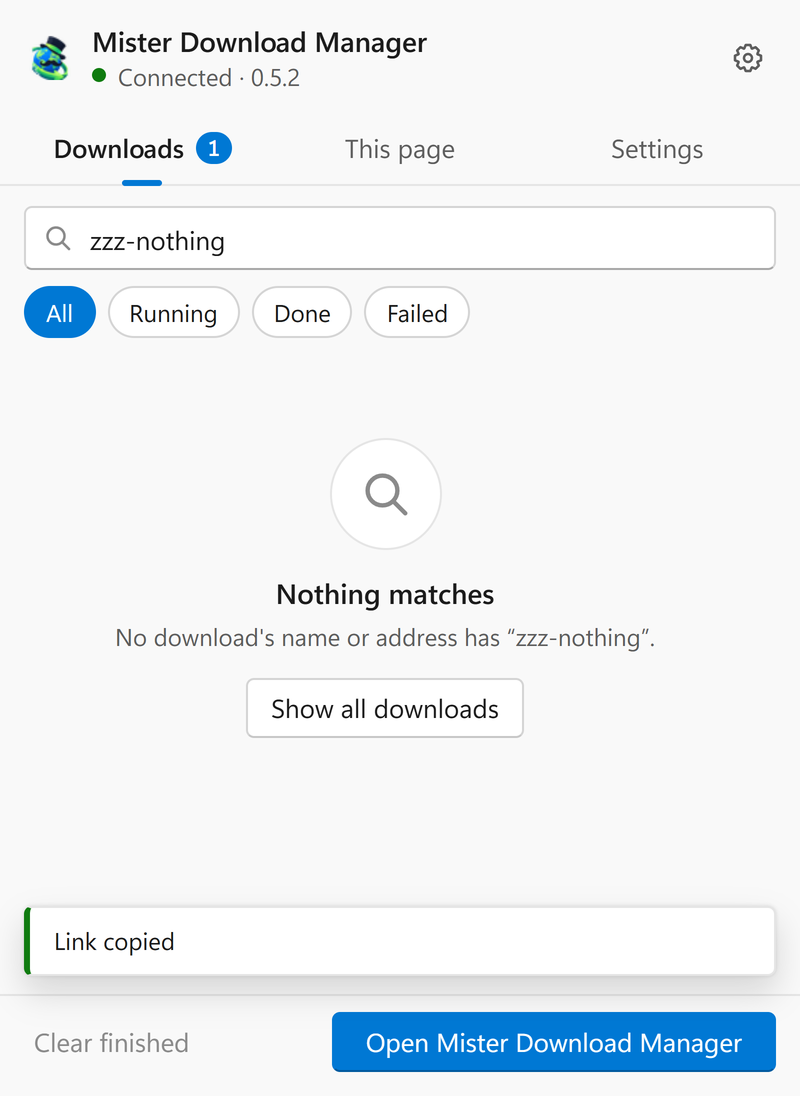 Mister Download Manager
Connected · 0.5.2
Downloads 1 This page Settings
zzz-nothing
All Running Done Failed
Nothing matches
No download's name or address has “zzz-nothing”.
Show all downloads
Link copied
Clear finished Open Mister Download Manager